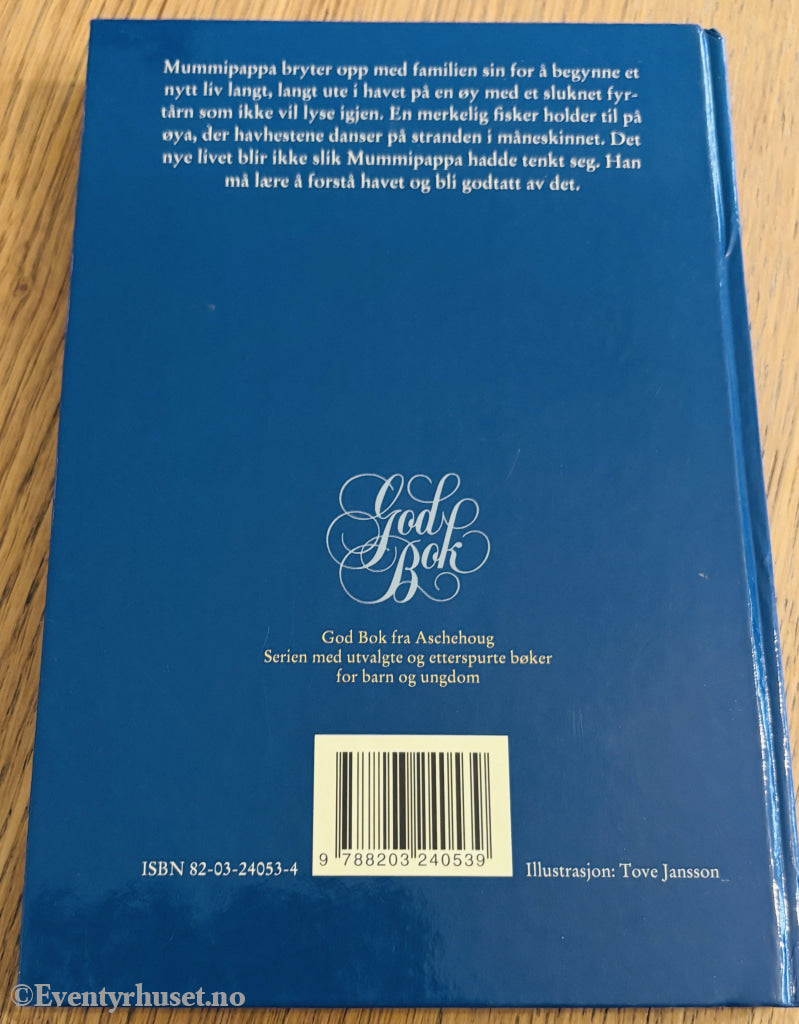 Mummipappa bryter opp med familien sin for å begynne et
nytt liv langt, langt ute i havet på en øy med et sluknet fyr-
tårn som ikke vil lyse igjen. En merkelig fisker holder til på
øya, der havhestene danser på stranden i måneskinnet. Det
nye livet blir ikke slik Mummipappa hadde tenkt seg. Han
må lære å forstå havet og bli godtatt av det.
God
Bok
God Bok fra Aschehoug
Serien med utvalgte og etterspurte bøker
for barn og ungdom
ISBN 82-03-24053-4
9 788203 240539
Illustrasjon: Tove Jansson
©Eventyrhuset.no